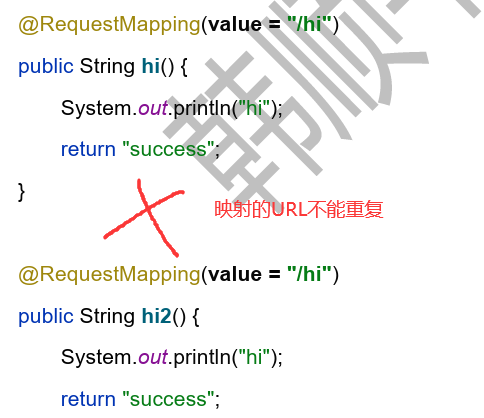 @RequestMapping(value = "/hi")
public String hi() {
System.out.println("hi");
return "success";
}
映射的URL不能重复
@RequestMapping(value = "/hi")
public String hi2() {
System.out.println("hi");
return "success";
韩顺